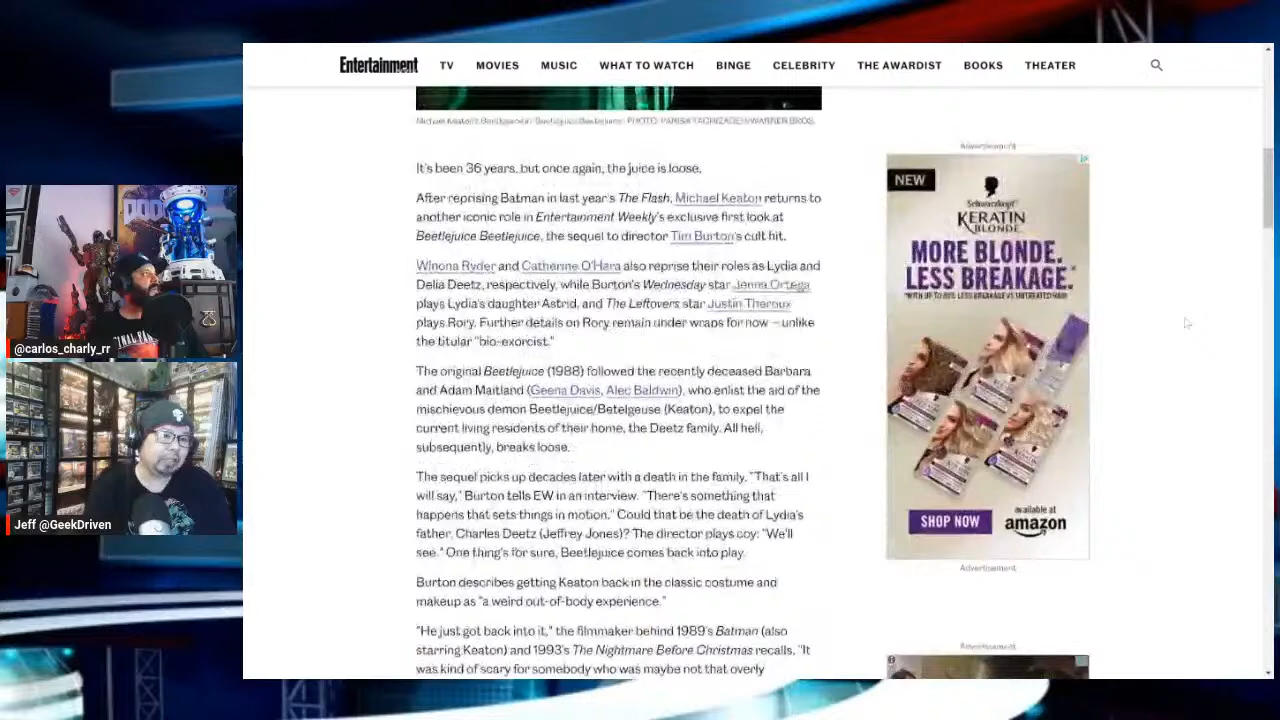 Entertainment
TV MOVIES MUSIC WHAT TO WATCH BINGE CELEBRITY THE AWARDIST BOOKS THEATER
Michael Keaton's Beetlejuice in 'Beetlejuice Beetlejuice'. PHOTO: PARISA TAGHIZADEH/WARNER BROS.
It's been 36 years, but once again, the juice is loose.
After reprising Batman in last year's The Flash, Michael Keaton returns to
another iconic role in Entertainment Weekly's exclusive first look at
Beetlejuice Beetlejuice, the sequel to director Tim Burton's cult hit.
Winona Ryder and Catherine O'Hara also reprise their roles as Lydia and
Delia Deetz, respectively, while Burton's Wednesday star Jenna Ortega
plays Lydia's daughter Astrid, and The Leftovers star Justin Theroux
plays Rory. Further details on Rory remain under wraps for now — unlike
the titular "bio-exorcist."
The original Beetlejuice (1988) followed the recently deceased Barbara
and Adam Maitland (Geena Davis, Alec Baldwin), who enlist the aid of the
mischievous demon Beetlejuice/Betelgeuse (Keaton), to expel the
current living residents of their home, the Deetz family. All hell,
subsequently, breaks loose.
The sequel picks up decades later with a death in the family. "That's all I
will say," Burton tells EW in an interview. "There's something that
happens that sets things in motion." Could that be the death of Lydia's
father, Charles Deetz (Jeffrey Jones)? The director plays coy: "We'll
see." One thing's for sure, Beetlejuice comes back into play.
Burton describes getting Keaton back in the classic costume and
makeup as "a weird out-of-body experience."
"He just got back into it," the filmmaker behind 1989's Batman (also
starring Keaton) and 1993's The Nightmare Before Christmas recalls. "It
was kind of scary for somebody who was maybe not that overly
Advertisement
NEW
Schwarzkopf
KERATIN
BLONDE
MORE BLONDE.
LESS BREAKAGE.*
SHOP NOW
available at
amazon
Advertisement
Advertisement
@carlos_charly_rr
Jeff @GeekDriven